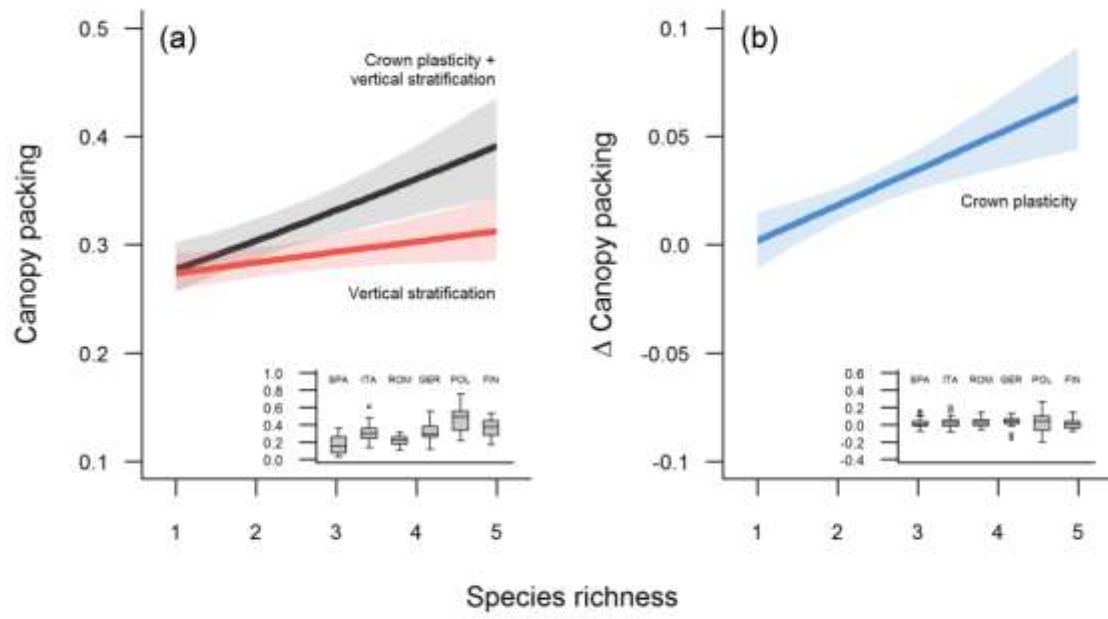 (a)
Crown plasticity +
vertical stratification
Vertical stratification
Canopy packing
0.5
0.4
0.3
0.2
0.1
1 2 3 4 5
1.0
0.8
0.6
0.4
0.2
0.0
SPA ITA ROM GER POL FIN
(b)
Crown plasticity
Δ Canopy packing
0.1
0.05
0.0
-0.05
-0.1
1 2 3 4 5
0.6
0.4
0.2
0.0
-0.2
-0.4
SPA ITA ROM GER POL FIN
Species richness